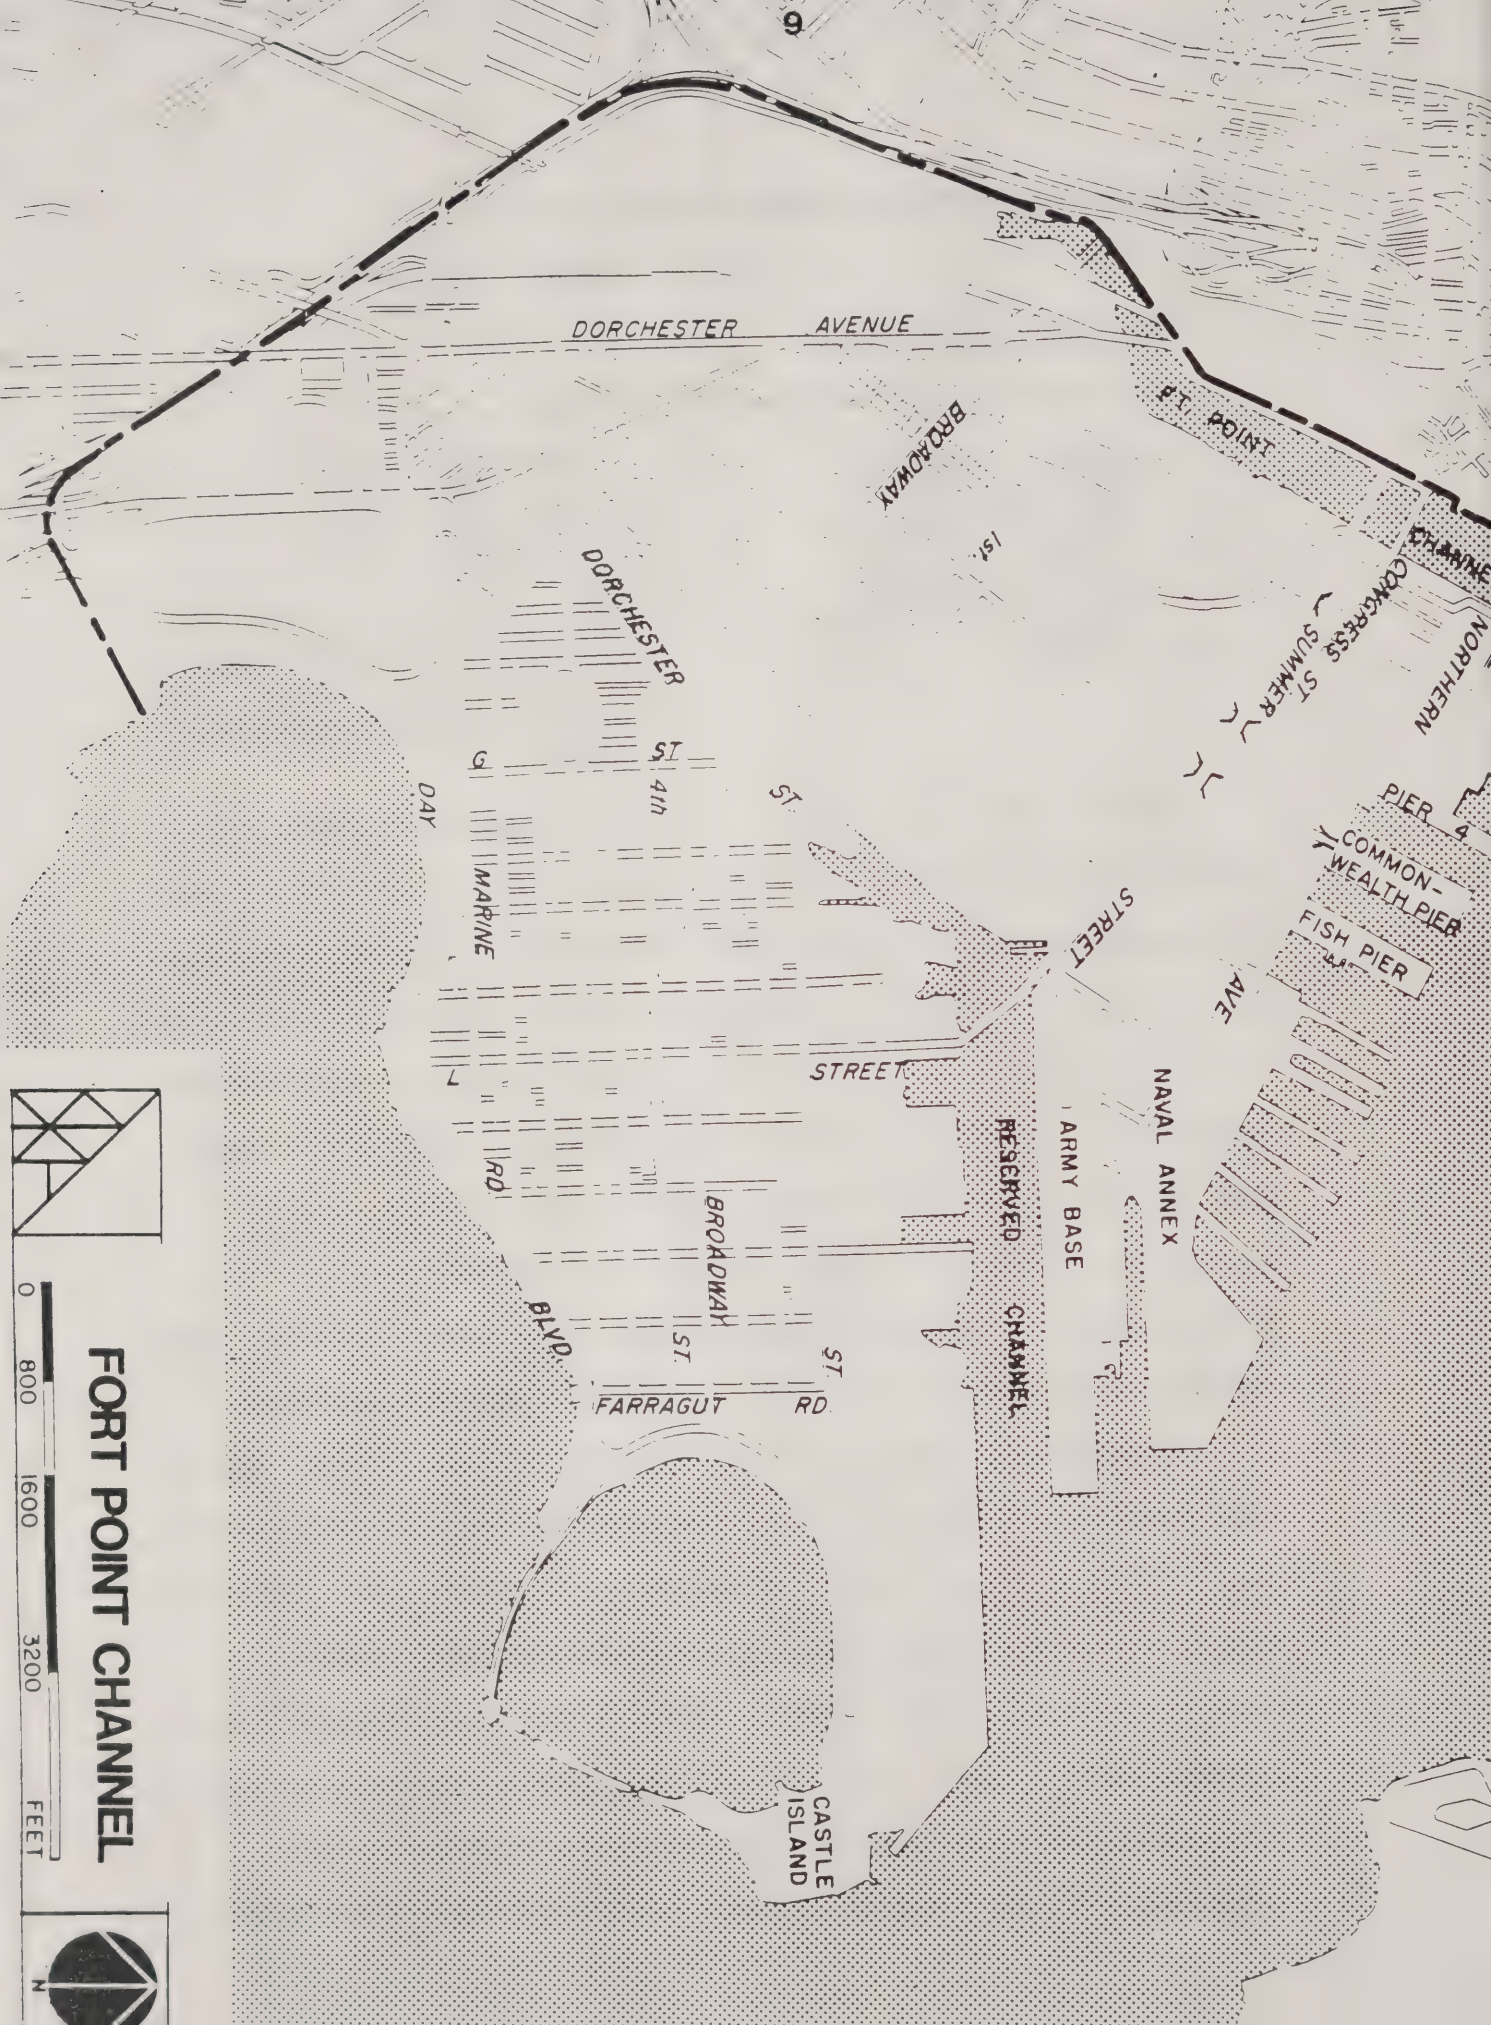 9
DORCHESTER AVENUE
BROADWAY
1st.
FT. POINT
CHANNE
CONGRESS
ST
SUMMER
NORTHERN
DORCHESTER
G ST
4th
ST.
DAY
MARINE
PIER 4
COMMON-
WEALTH PIER
FISH PIER
STREET
AVE
L
STREET
RD
NAVAL ANNEX
ARMY BASE
RESERVED CHANNEL
BROADWAY
BLVD.
ST.
ST.
FARRAGUT RD.
CASTLE
ISLAND
FORT POINT CHANNEL
0 800 1600 3200 FEET
N